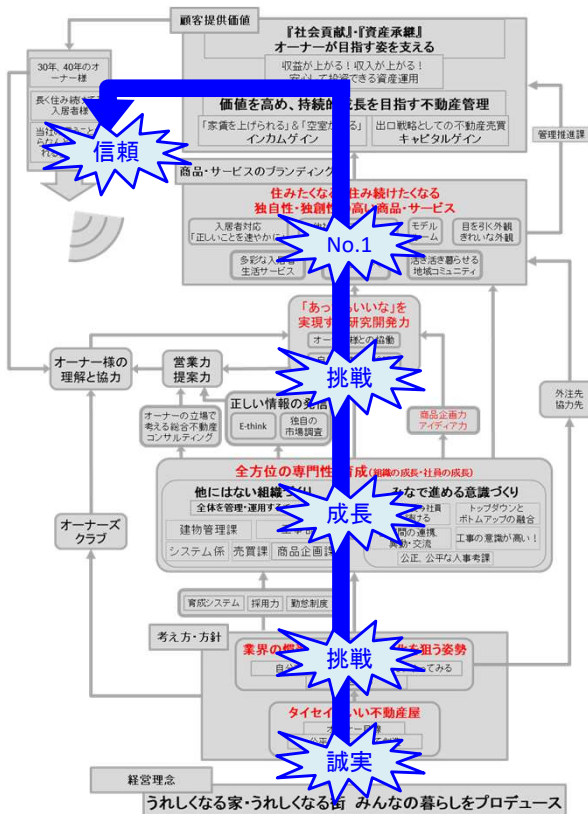 顧客提供価値
『社会貢献』・『資産承継』
オーナーが目指す姿を支える
収益が上がる！収入が上がる！
安心して投資できる資産運用
価値を高め、持続的成長を目指す不動産管理
「家賃を上げられる」&「空室が
インカムゲイン
出口戦略としての不動産売買
キャピタルゲイン
30年、40年のオ
ーナー様
長く住み続けて
入居者様
当社の
信頼
管理推進課
商品・サービスのブランディング
住みたくなる 住み続けたくなる
独自性・独創性 高い商品・サービス
入居者対応
「正しいことを速やかに
モデル
ルーム
目を引く外観
きれいな外観
No.1
多彩な入居者
生活サービス
活き活き暮らせる
地域コミュニティ
「あったらいいな」を
実現す 研究開発力
オー 様との協働
挑戦
オーナー様の
理解と協力
営業力
提案力
正しい情報の発信
E-think
独自の
市場調査
オーナーの立場で
考える総合不動産
コンサルティング
商品企画力
アイディア力
外注先
協力先
全方位の専門性 育成(組織の成長・社員の成長)
他にはない組織づくり
全体を管理・運用する
建物管理課
システム係
売買課
商品企画課
成長
みなで進める意識づくり
社員
ける
トップダウンと
ボトムアップの融合
間の連携、
異動・交流
工事の意識が高い！
公正、公平な人事考課
オーナーズ
クラブ
育成システム
採用力
勤怠制度
考え方・方針
業界の
を狙う姿勢
自分
ってみる
挑戦
タイセイ いい不動産屋
誠実
経営理念
うれしくなる家・うれしくなる街 みんなの暮らしをプロデュース